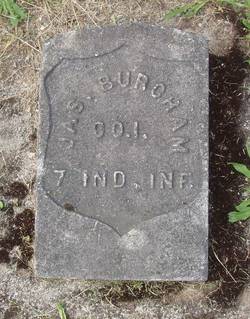 JAS. BURCHAM
CO. I.
7 IND. INF.